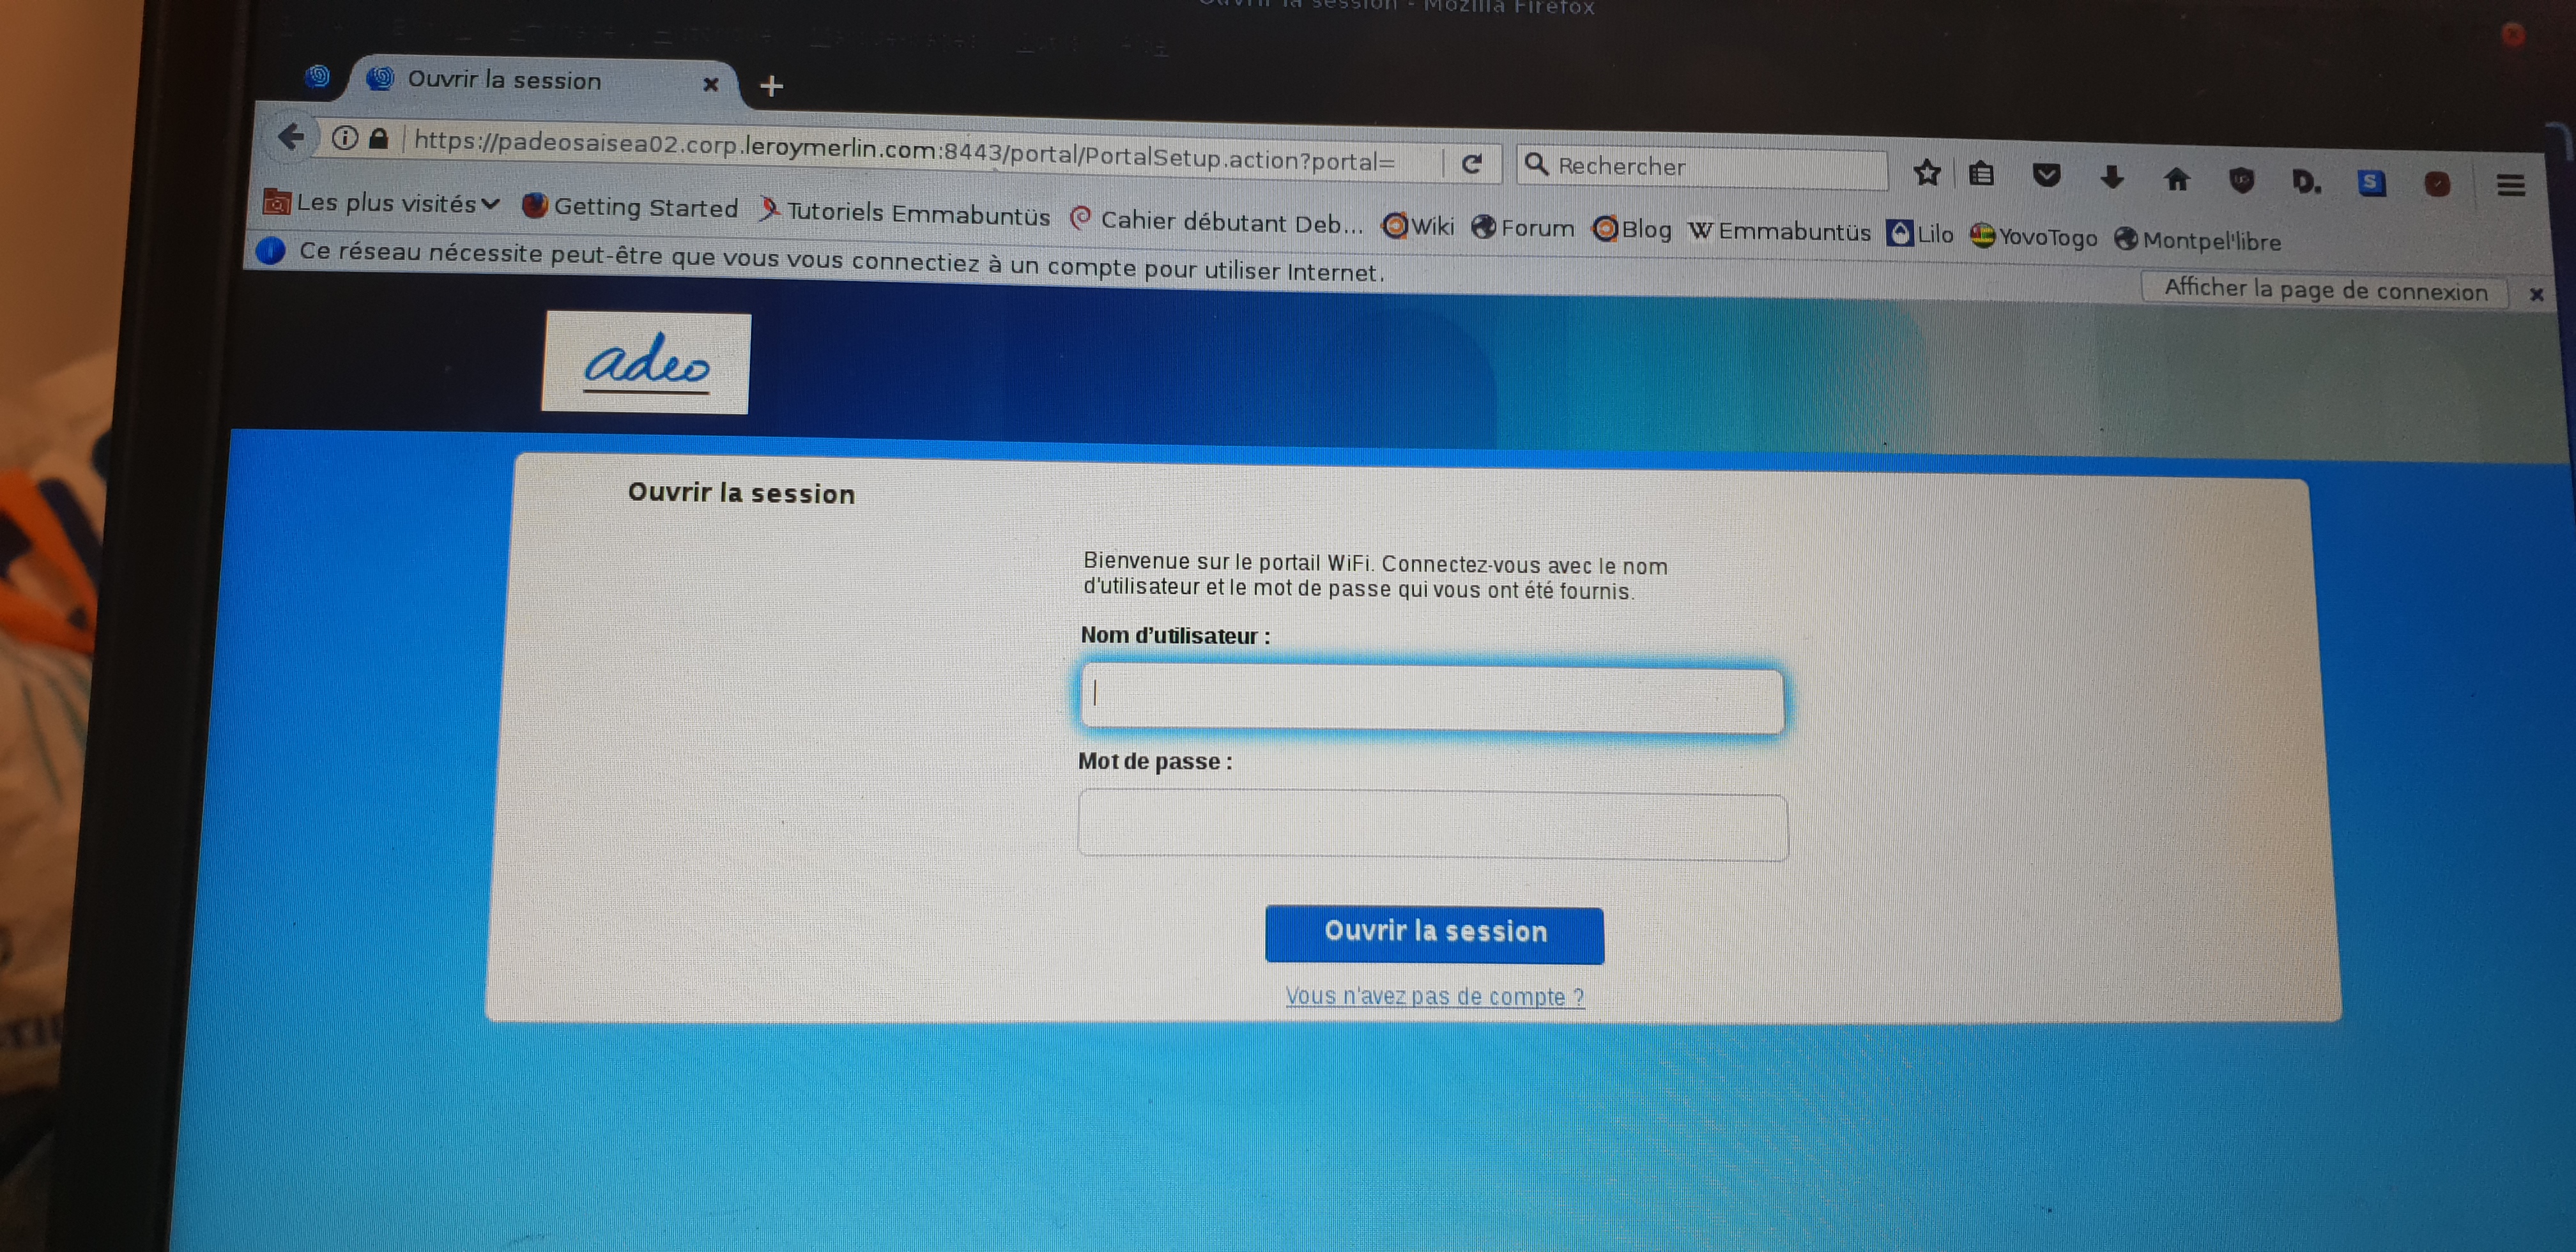 Ouvrir la session - Mozilla Firefox
Ouvrir la session
https://padeosaisea02.corp.leroymerlin.com:8443/portal/PortalSetup.action?portal=
Rechercher
Les plus visités
Getting Started
Tutoriels Emmabuntüs
Cahier débutant Deb...
Wiki
Forum
Blog
W Emmabuntüs
Lilo
YovoTogo
Montpel'libre
Ce réseau nécessite peut-être que vous vous connectiez à un compte pour utiliser Internet.
Afficher la page de connexion
adeo
Ouvrir la session
Bienvenue sur le portail WiFi. Connectez-vous avec le nom
d'utilisateur et le mot de passe qui vous ont été fournis.
Nom d’utilisateur :
Mot de passe :
Ouvrir la session
Vous n'avez pas de compte ?